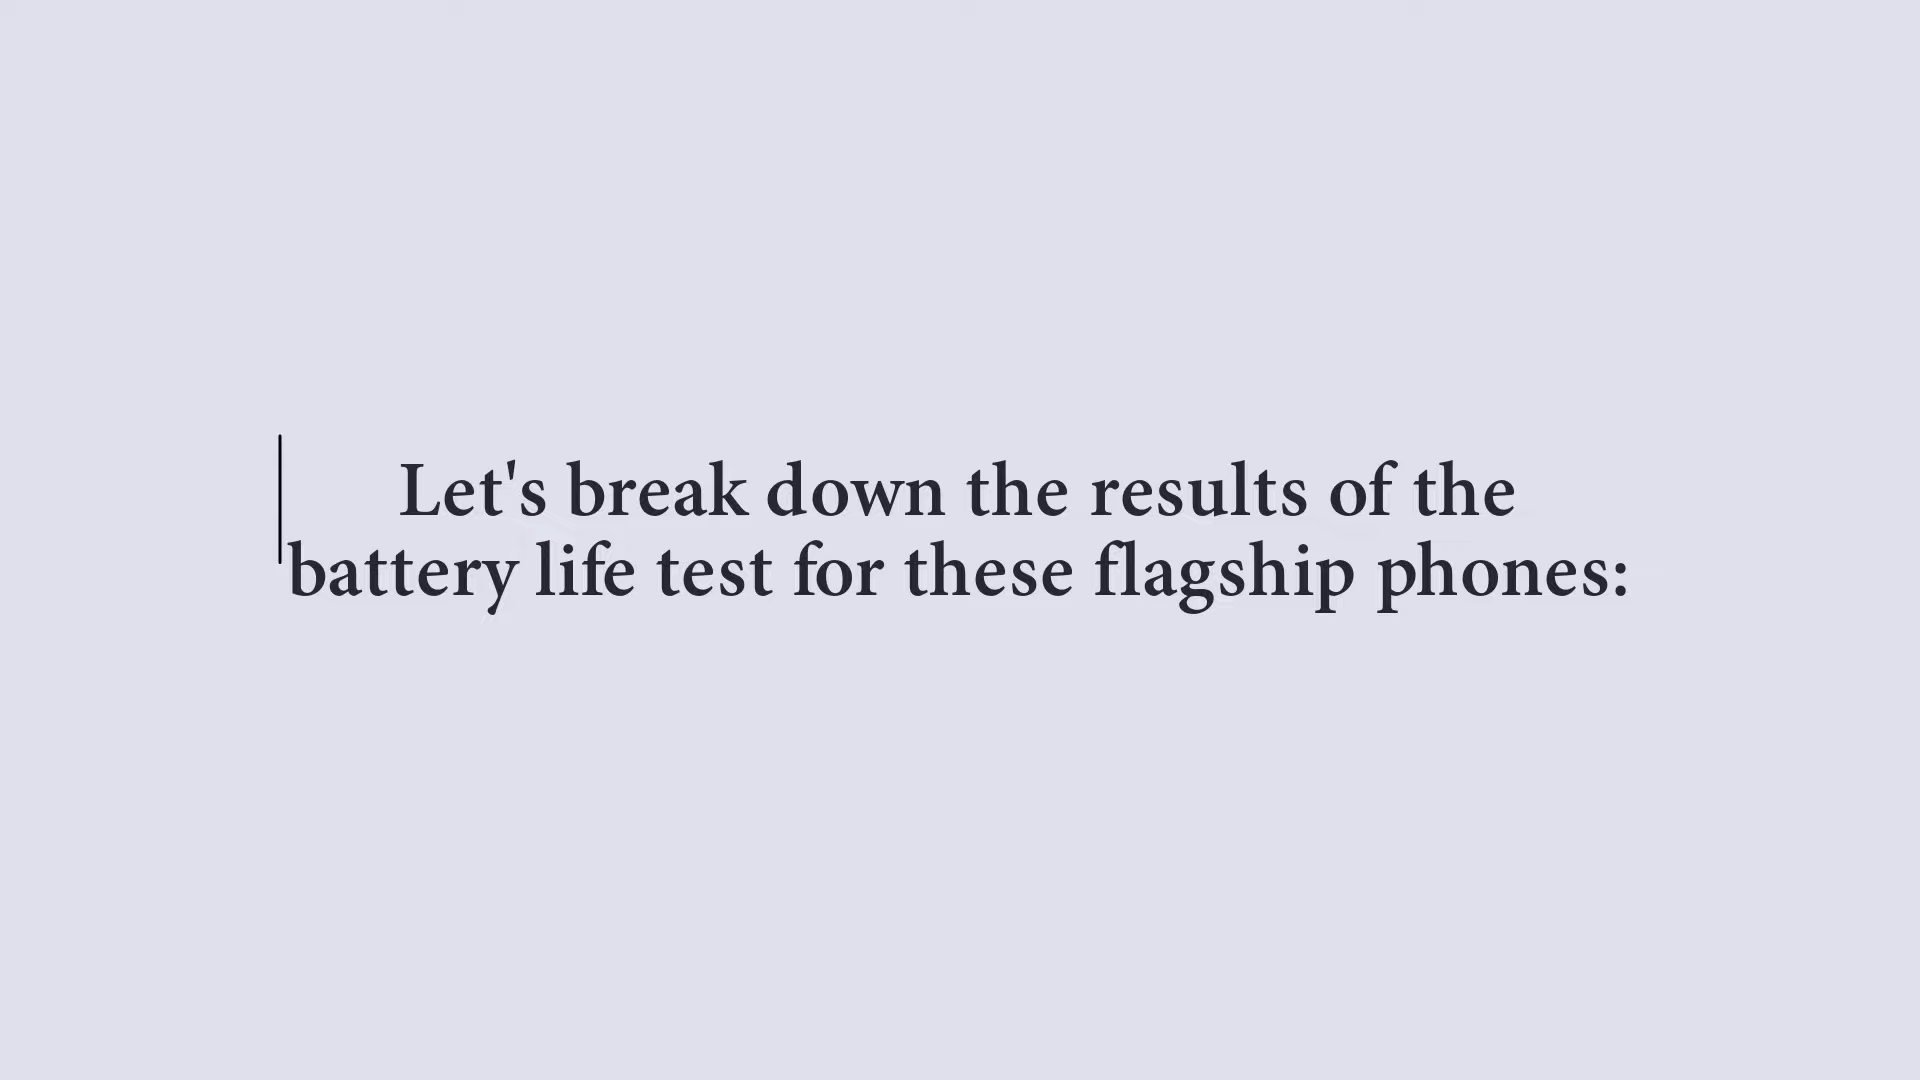 Let's break down the results of the
battery life test for these flagship phones: